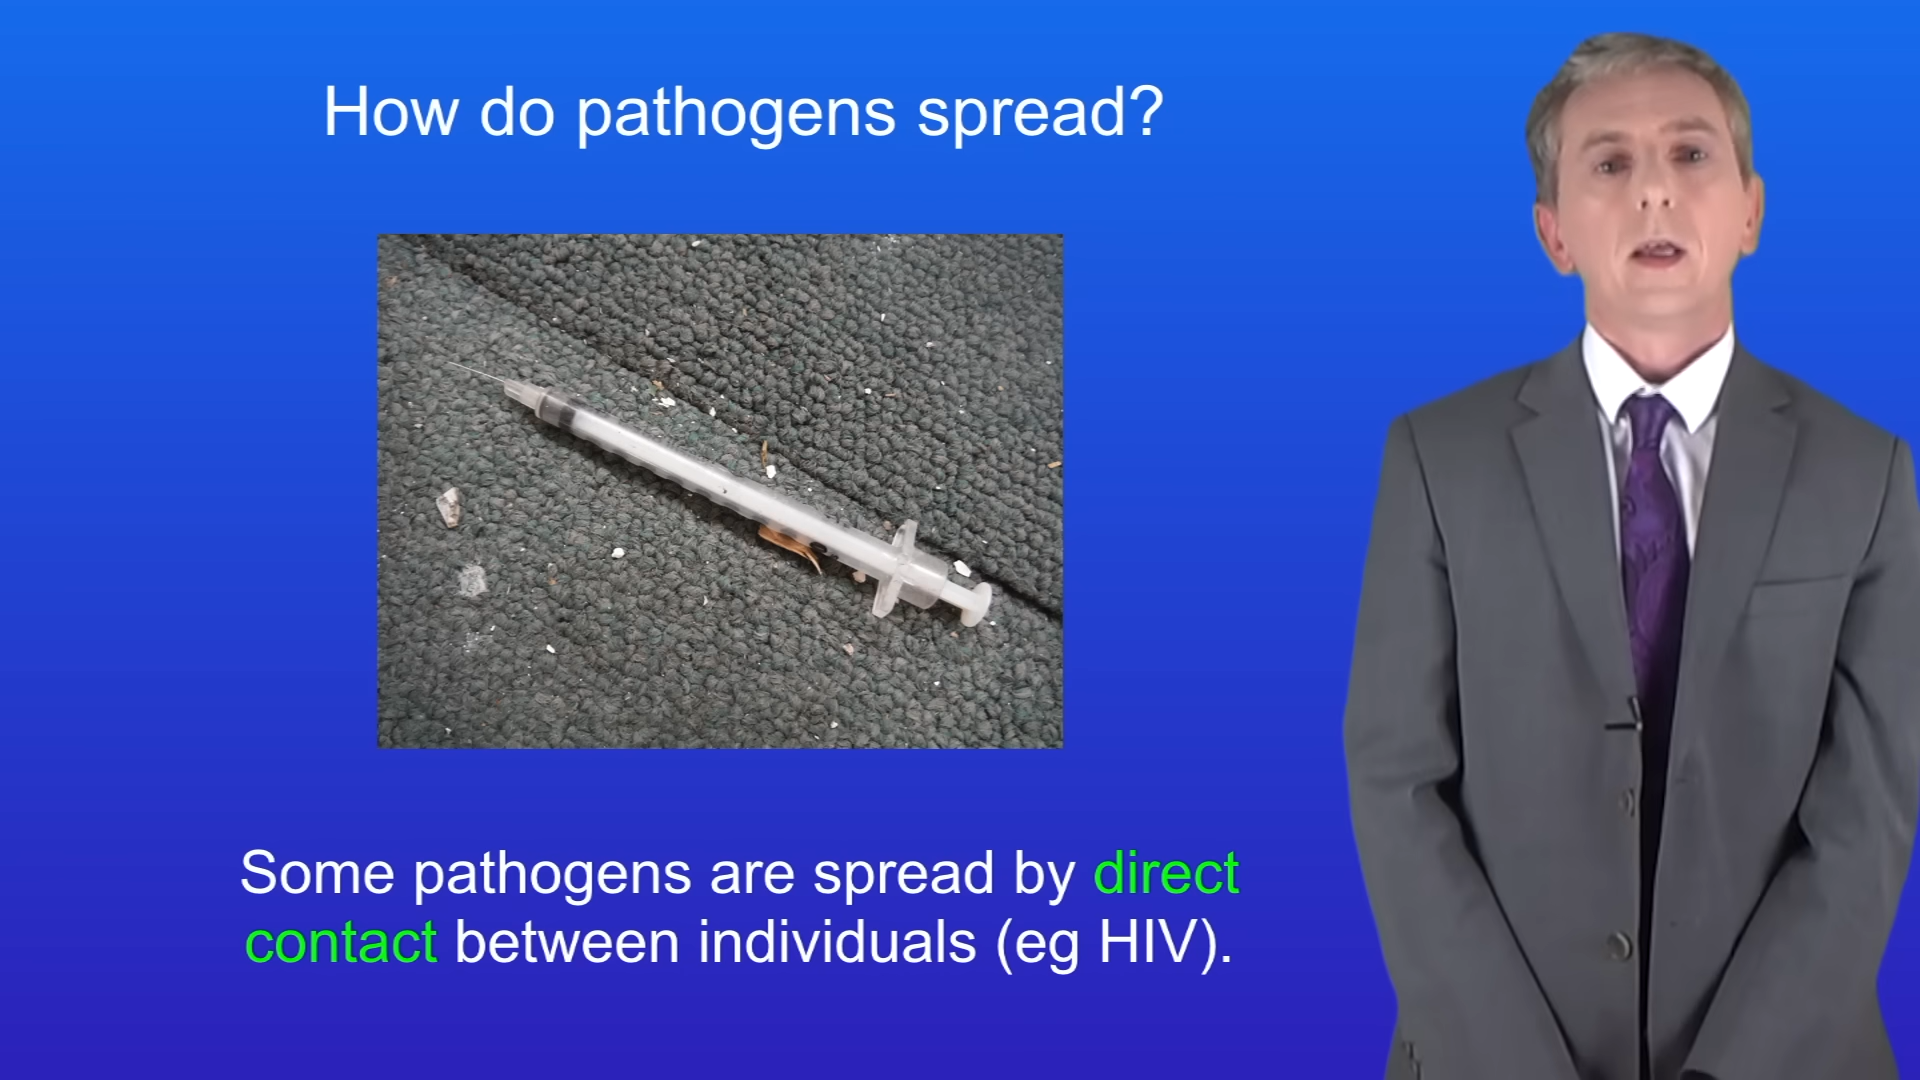 How do pathogens spread?
Some pathogens are spread by direct
contact between individuals (eg HIV).